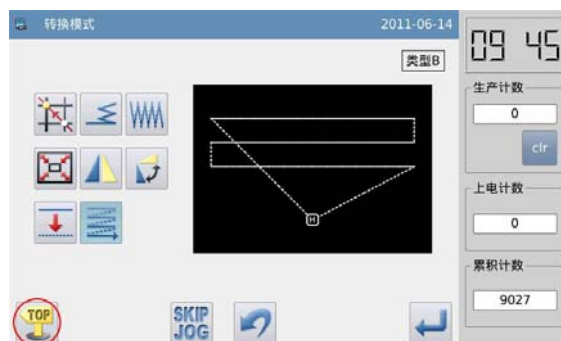 转换模式 2011-06-14
类型B
09 45
生产计数
0
clr
上电计数
0
累积计数
9027
H
TOP
SKIP
JOG